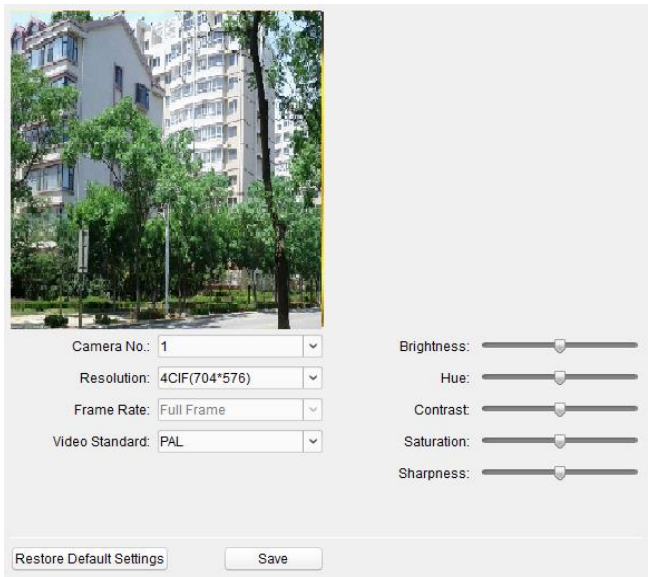 Camera No.: 1
Resolution: 4CIF(704*576)
Frame Rate: Full Frame
Video Standard: PAL
Brightness:
Hue:
Contrast:
Saturation:
Sharpness:
Restore Default Settings
Save